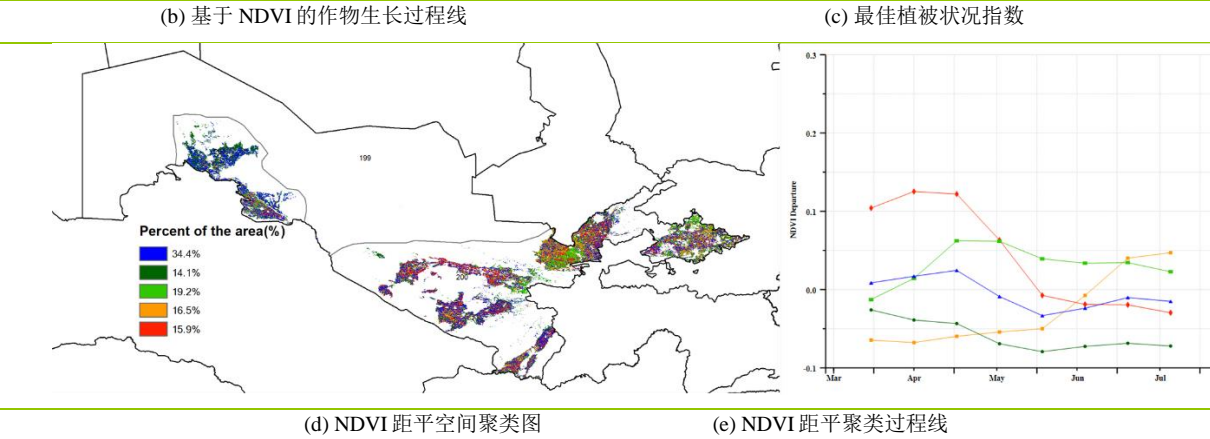 (b) 基于 NDVI 的作物生长过程线
(c) 最佳植被状况指数
199
200
Percent of the area(%)
34.4%
14.1%
19.2%
16.5%
15.9%
NDVI Departure
0.3
0.2
0.1
0.0
-0.1
Mar Apr May Jun Jul
(d) NDVI 距平空间聚类图
(e) NDVI 距平聚类过程线